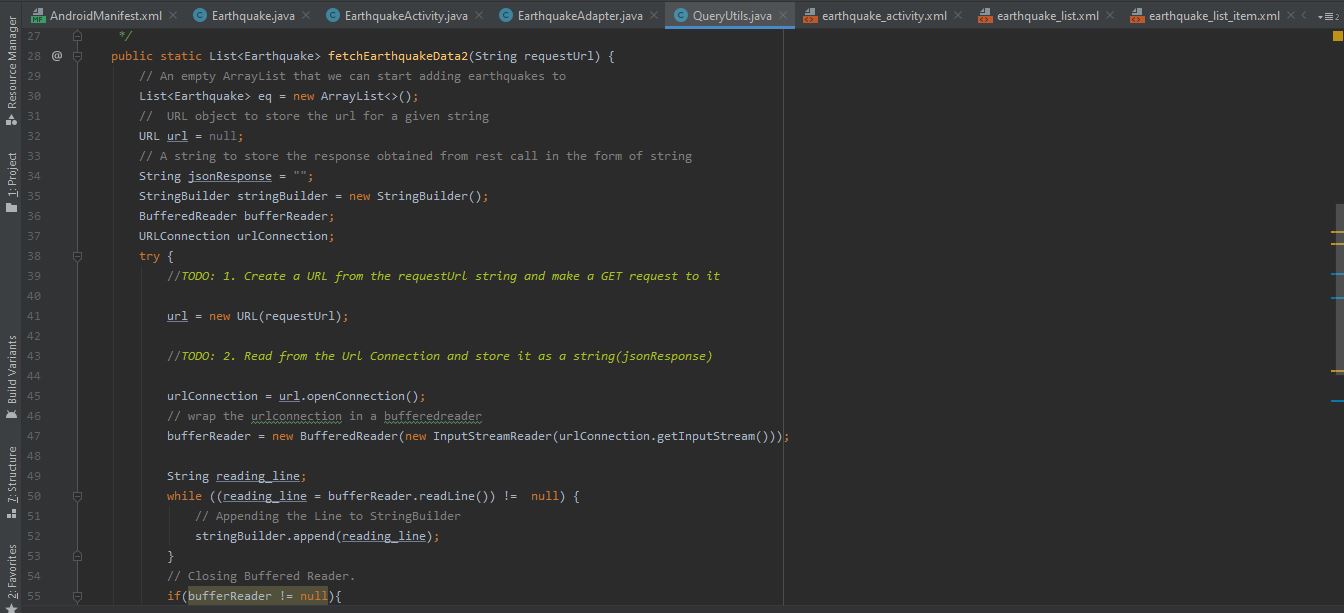 AndroidManifest.xml Earthquake.java EarthquakeActivity.java EarthquakeAdapter.java QueryUtils.java earthquake_activity.xml earthquake_list.xml earthquake_list_item.xml
Resource Manager
1: Project
Build Variants
7: Structure
2: Favorites
27 */
28 @ public static List<Earthquake> fetchEarthquakeData2(String requestUrl) {
29 // An empty ArrayList that we can start adding earthquakes to
30 List<Earthquake> eq = new ArrayList<>();
31 //  URL object to store the url for a given string
32 URL url = null;
33 // A string to store the response obtained from rest call in the form of string
34 String jsonResponse = "";
35 StringBuilder stringBuilder = new StringBuilder();
36 BufferedReader bufferReader;
37 URLConnection urlConnection;
38 try {
39 //TODO: 1. Create a URL from the requestUrl string and make a GET request to it
40
41 url = new URL(requestUrl);
42
43 //TODO: 2. Read from the Url Connection and store it as a string(jsonResponse)
44
45 urlConnection = url.openConnection();
46 // wrap the urlconnection in a bufferedreader
47 bufferReader = new BufferedReader(new InputStreamReader(urlConnection.getInputStream()));
48
49 String reading_line;
50 while ((reading_line = bufferReader.readLine()) !=  null) {
51 // Appending the Line to StringBuilder
52 stringBuilder.append(reading_line);
53 }
54 // Closing Buffered Reader.
55 if(bufferReader != null){